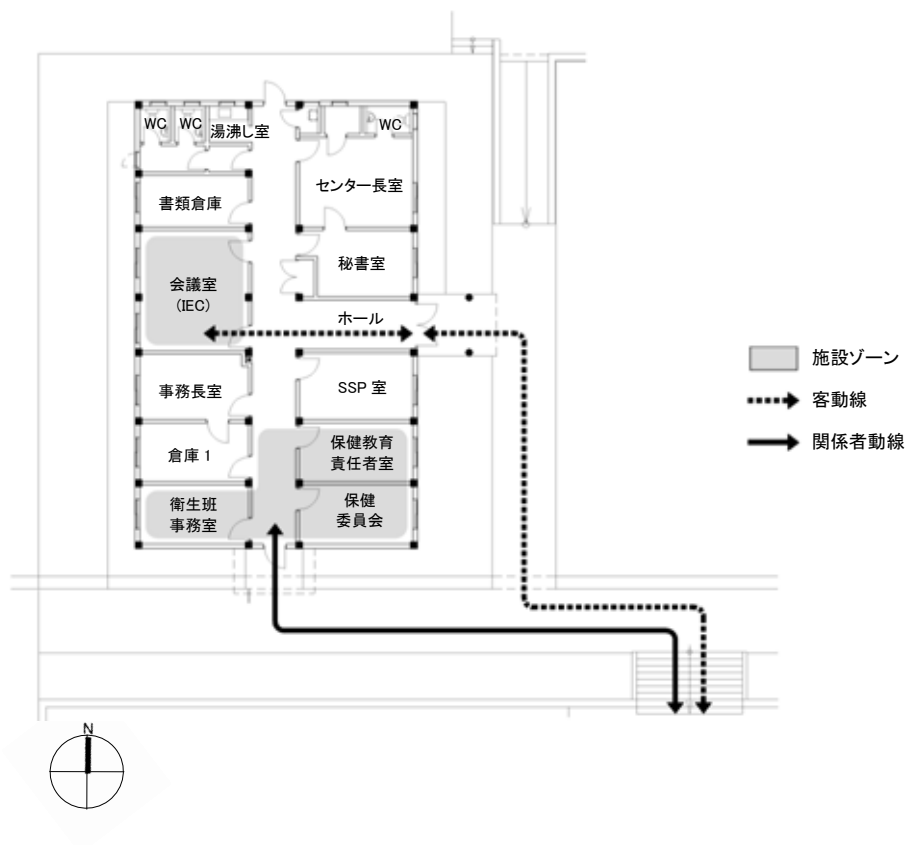 WC
WC
湯沸し室
WC
センター長室
書類倉庫
秘書室
会議室
(IEC)
ホール
事務長室
SSP 室
倉庫 1
保健教育
責任者室
衛生班
事務室
保健
委員会
施設ゾーン
客動線
関係者動線
N